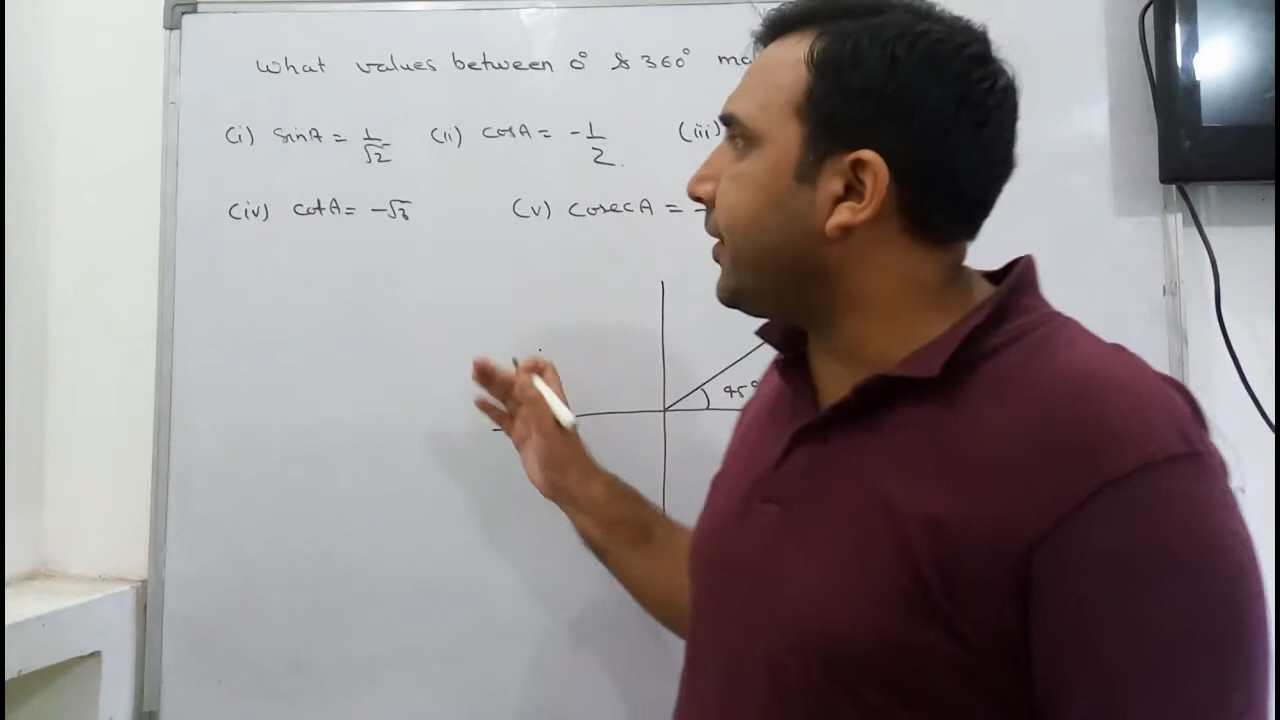 What values between 0° & 360° ma
(i) sinA = 1/√2 (ii) cosA = -1/2. (iii)
(iv) cotA = -√3 (v) cosecA = -
45°